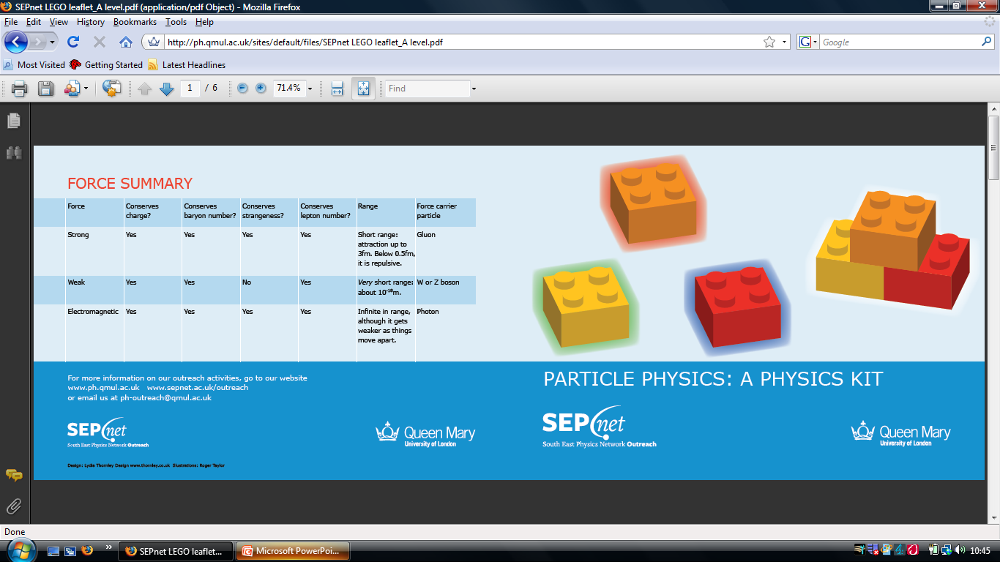 SEPnet LEGO leaflet_A level.pdf (application/pdf Object) - Mozilla Firefox
File Edit View History Bookmarks Tools Help
http://ph.qmul.ac.uk/sites/default/files/SEPnet LEGO leaflet_A level.pdf
G Google
Most Visited Getting Started Latest Headlines
1 / 6 71.4% Find
FORCE SUMMARY
Force Conserves charge? Conserves baryon number? Conserves strangeness? Conserves lepton number? Range Force carrier particle
Strong Yes Yes Yes Yes Short range: attraction up to 3fm. Below 0.5fm, it is repulsive. Gluon
Weak Yes Yes No Yes Very short range: about 10⁻¹⁸m. W or Z boson
Electromagnetic Yes Yes Yes Yes Infinite in range, although it gets weaker as things move apart. Photon
For more information on our outreach activities, go to our website
www.ph.qmul.ac.uk www.sepnet.ac.uk/outreach
or email us at ph-outreach@qmul.ac.uk
SEPnet
South East Physics Network Outreach
Queen Mary
University of London
Design: Lydia Thornley Design www.thornley.co.uk Illustrations: Roger Taylor
PARTICLE PHYSICS: A PHYSICS KIT
SEPnet
South East Physics Network Outreach
Queen Mary
University of London
Done
SEPnet LEGO leaflet... Microsoft PowerPoi... 10:45